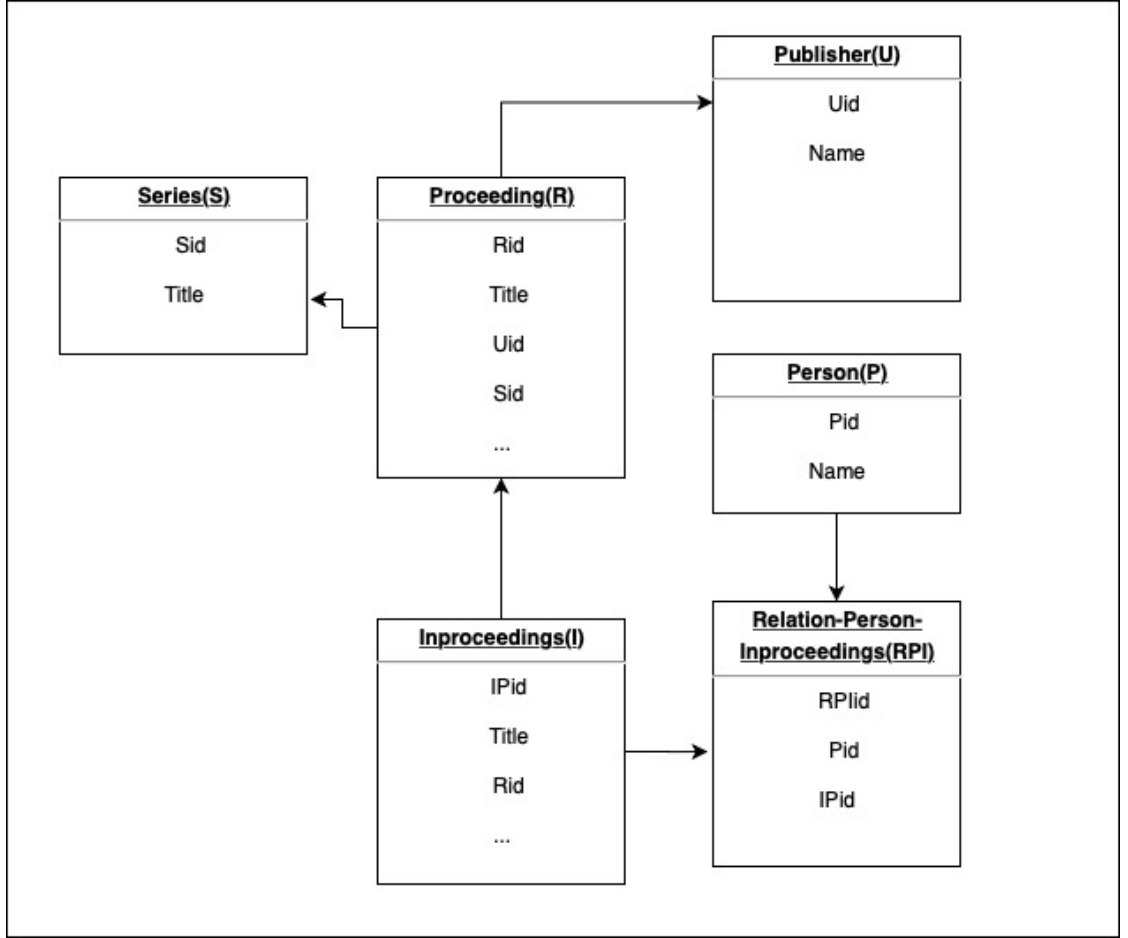 Publisher(U)
Uid
Name
Series(S)
Sid
Title
Proceeding(R)
Rid
Title
Uid
Sid
...
Person(P)
Pid
Name
Inproceedings(I)
IPid
Title
Rid
...
Relation-Person-
Inproceedings(RPI)
RPIid
Pid
IPid